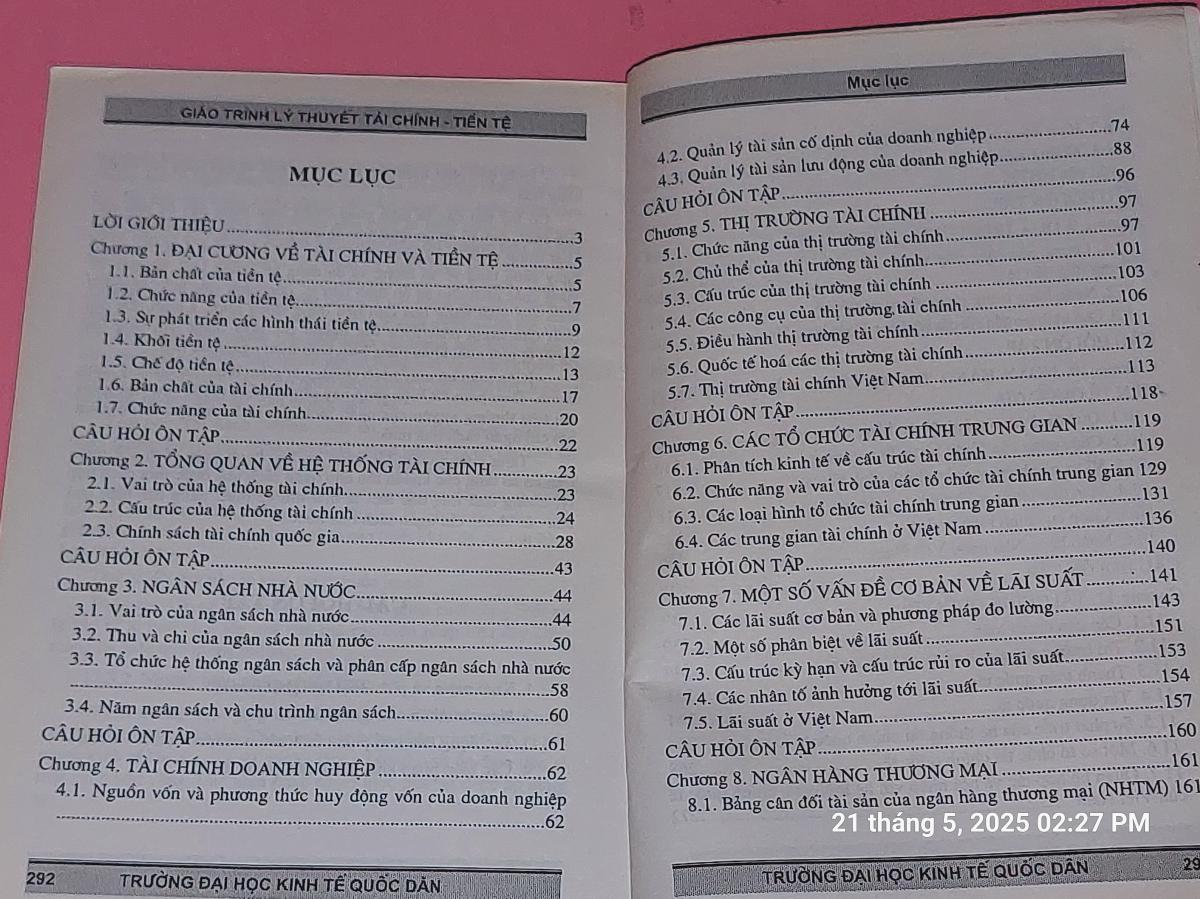 GIÁO TRÌNH LÝ THUYẾT TÀI CHÍNH - TIỀN TỆ
MỤC LỤC
LỜI GIỚI THIỆU....................3
Chương 1. ĐẠI CƯƠNG VỀ TÀI CHÍNH VÀ TIỀN TỆ....................5
1.1. Bản chất của tiền tệ....................5
1.2. Chức năng của tiền tệ....................7
1.3. Sự phát triển các hình thái tiền tệ....................9
1.4. Khối tiền tệ....................12
1.5. Chế độ tiền tệ....................13
1.6. Bản chất của tài chính....................17
1.7. Chức năng của tài chính....................20
CÂU HỎI ÔN TẬP....................22
Chương 2. TỔNG QUAN VỀ HỆ THỐNG TÀI CHÍNH....................23
2.1. Vai trò của hệ thống tài chính....................23
2.2. Cấu trúc của hệ thống tài chính....................24
2.3. Chính sách tài chính quốc gia....................28
CÂU HỎI ÔN TẬP....................43
Chương 3. NGÂN SÁCH NHÀ NƯỚC....................44
3.1. Vai trò của ngân sách nhà nước....................44
3.2. Thu và chi của ngân sách nhà nước....................50
3.3. Tổ chức hệ thống ngân sách và phân cấp ngân sách nhà nước
....................58
3.4. Năm ngân sách và chu trình ngân sách....................60
CÂU HỎI ÔN TẬP....................61
Chương 4. TÀI CHÍNH DOANH NGHIỆP....................62
4.1. Nguồn vốn và phương thức huy động vốn của doanh nghiệp
....................62
292 TRƯỜNG ĐẠI HỌC KINH TẾ QUỐC DÂN
Mục lục
4.2. Quản lý tài sản cố định của doanh nghiệp....................74
4.3. Quản lý tài sản lưu động của doanh nghiệp....................88
CÂU HỎI ÔN TẬP....................96
Chương 5. THỊ TRƯỜNG TÀI CHÍNH....................97
5.1. Chức năng của thị trường tài chính....................97
5.2. Chủ thể của thị trường tài chính....................101
5.3. Cấu trúc của thị trường tài chính....................103
5.4. Các công cụ của thị trường tài chính....................106
5.5. Điều hành thị trường tài chính....................111
5.6. Quốc tế hoá các thị trường tài chính....................112
5.7. Thị trường tài chính Việt Nam....................113
CÂU HỎI ÔN TẬP....................118
Chương 6. CÁC TỔ CHỨC TÀI CHÍNH TRUNG GIAN..........119
6.1. Phân tích kinh tế về cấu trúc tài chính....................119
6.2. Chức năng và vai trò của các tổ chức tài chính trung gian 129
6.3. Các loại hình tổ chức tài chính trung gian....................131
6.4. Các trung gian tài chính ở Việt Nam....................136
CÂU HỎI ÔN TẬP....................140
Chương 7. MỘT SỐ VẤN ĐỀ CƠ BẢN VỀ LÃI SUẤT..........141
7.1. Các lãi suất cơ bản và phương pháp đo lường....................143
7.2. Một số phân biệt về lãi suất....................151
7.3. Cấu trúc kỳ hạn và cấu trúc rủi ro của lãi suất....................153
7.4. Các nhân tố ảnh hưởng tới lãi suất....................154
7.5. Lãi suất ở Việt Nam....................157
CÂU HỎI ÔN TẬP....................160
Chương 8. NGÂN HÀNG THƯƠNG MẠI....................161
8.1. Bảng cân đối tài sản của ngân hàng thương mại (NHTM) 161
21 tháng 5, 2025 02:27 PM
TRƯỜNG ĐẠI HỌC KINH TẾ QUỐC DÂN